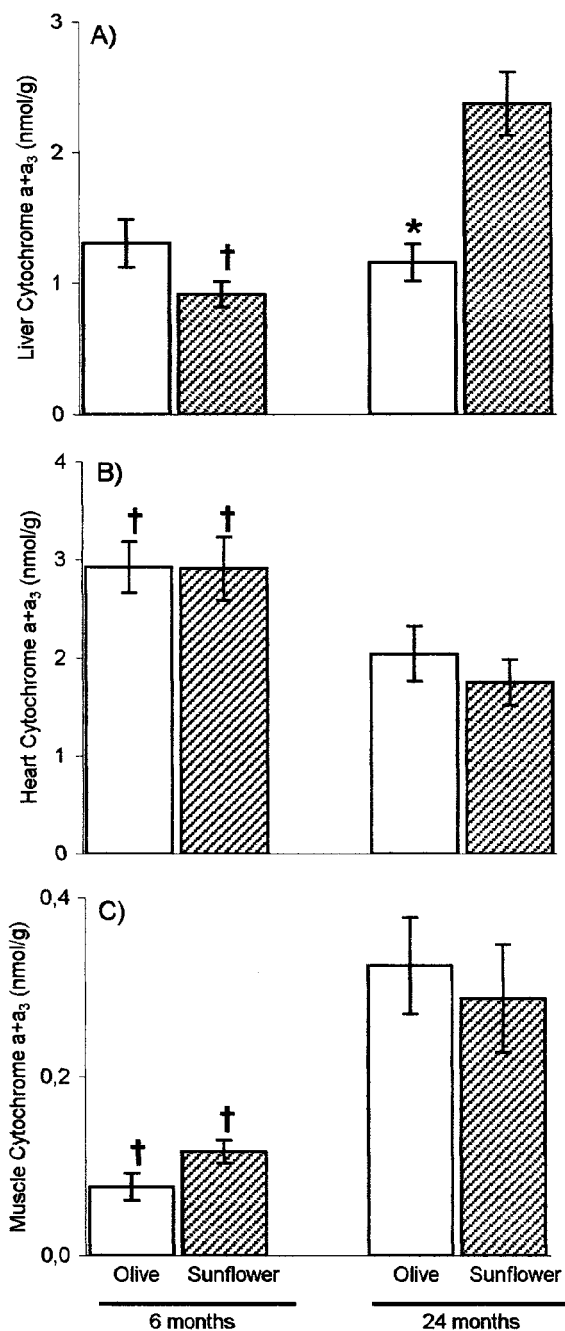 A)
Liver Cytochrome a+a₃ (nmol/g)
3
2
1
0
†
*
B)
Heart Cytochrome a+a₃ (nmol/g)
4
3
2
1
0
†
†
C)
Muscle Cytochrome a+a₃ (nmol/g)
0,4
0,2
0,0
†
†
Olive Sunflower Olive Sunflower
6 months 24 months